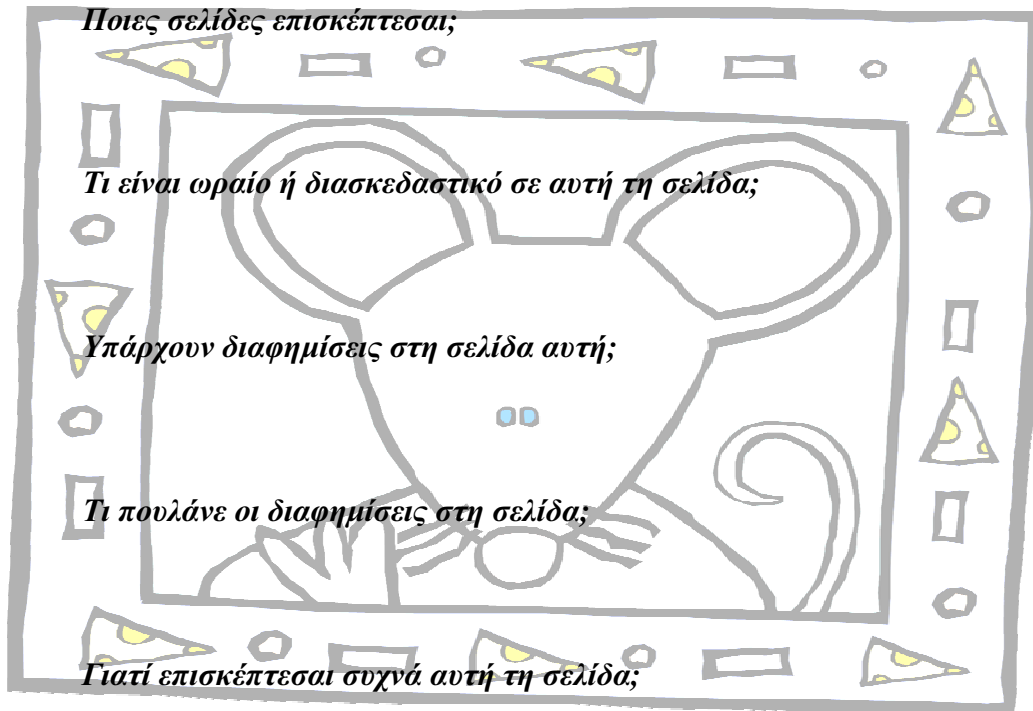 Ποιες σελίδες επισκέπτεσαι;
Τι είναι ωραίο ή διασκεδαστικό σε αυτή τη σελίδα;
Υπάρχουν διαφημίσεις στη σελίδα αυτή;
Τι πουλάνε οι διαφημίσεις στη σελίδα;
Γιατί επισκέπτεσαι συχνά αυτή τη σελίδα;